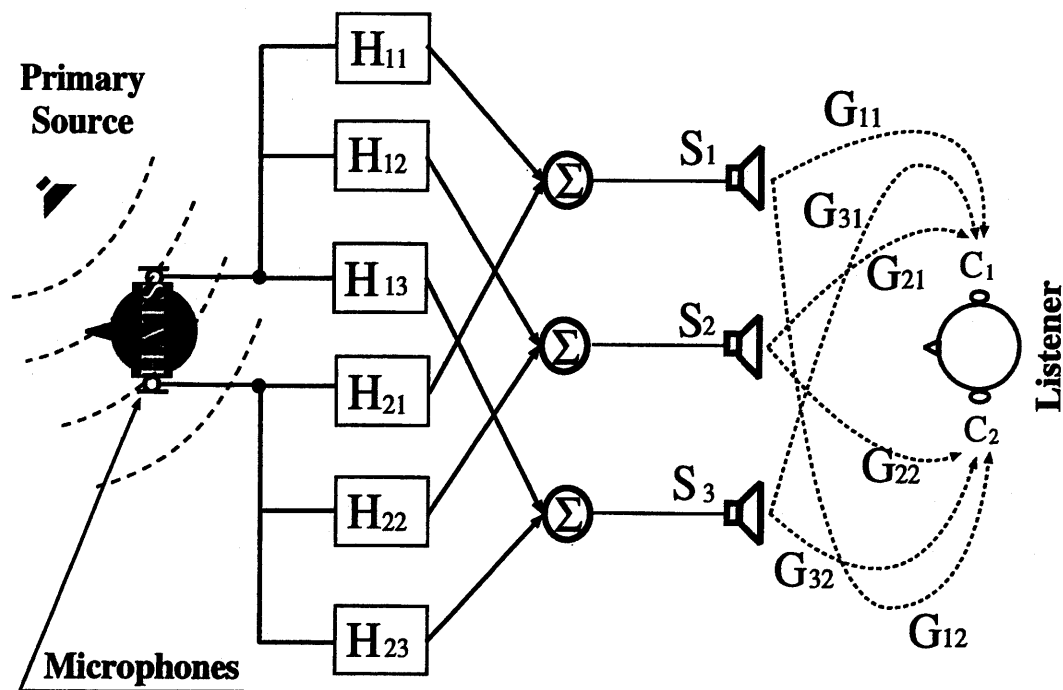 Primary
Source
Microphones
H11
H12
H13
H21
H22
H23
Σ
Σ
Σ
S1
S2
S3
G11
G31
G21
G22
G32
G12
C1
C2
Listener